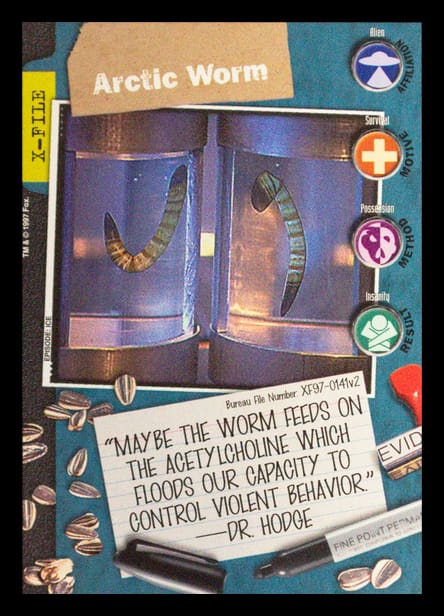 Arctic Worm
X-FILE
TM & © 1997 Fox.
EPISODE: ICE
Alien
AFFILIATION
Survival
MOTIVE
Possession
METHOD
Insanity
RESULT
Bureau File Number: XF97-0141v2
"MAYBE THE WORM FEEDS ON
THE ACETYLCHOLINE WHICH
FLOODS OUR CAPACITY TO
CONTROL VIOLENT BEHAVIOR."
—DR. HODGE
EVID
FINE POINT PERMA